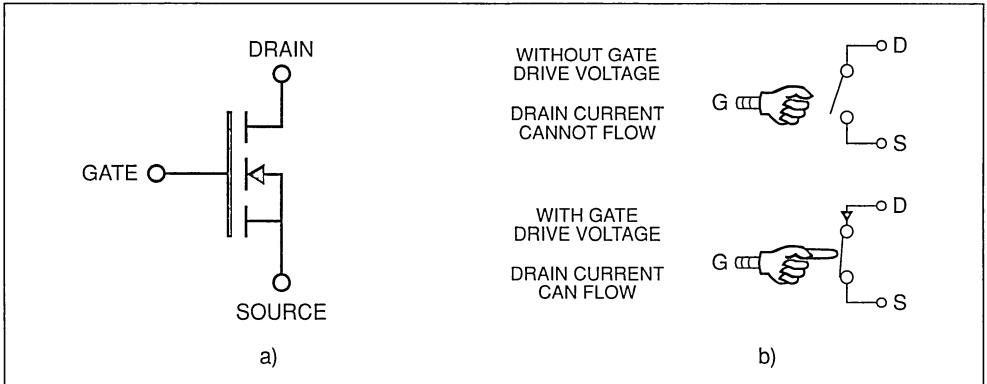 DRAIN
GATE
SOURCE
a)
WITHOUT GATE
DRIVE VOLTAGE
DRAIN CURRENT
CANNOT FLOW
G
D
S
WITH GATE
DRIVE VOLTAGE
DRAIN CURRENT
CAN FLOW
G
D
S
b)